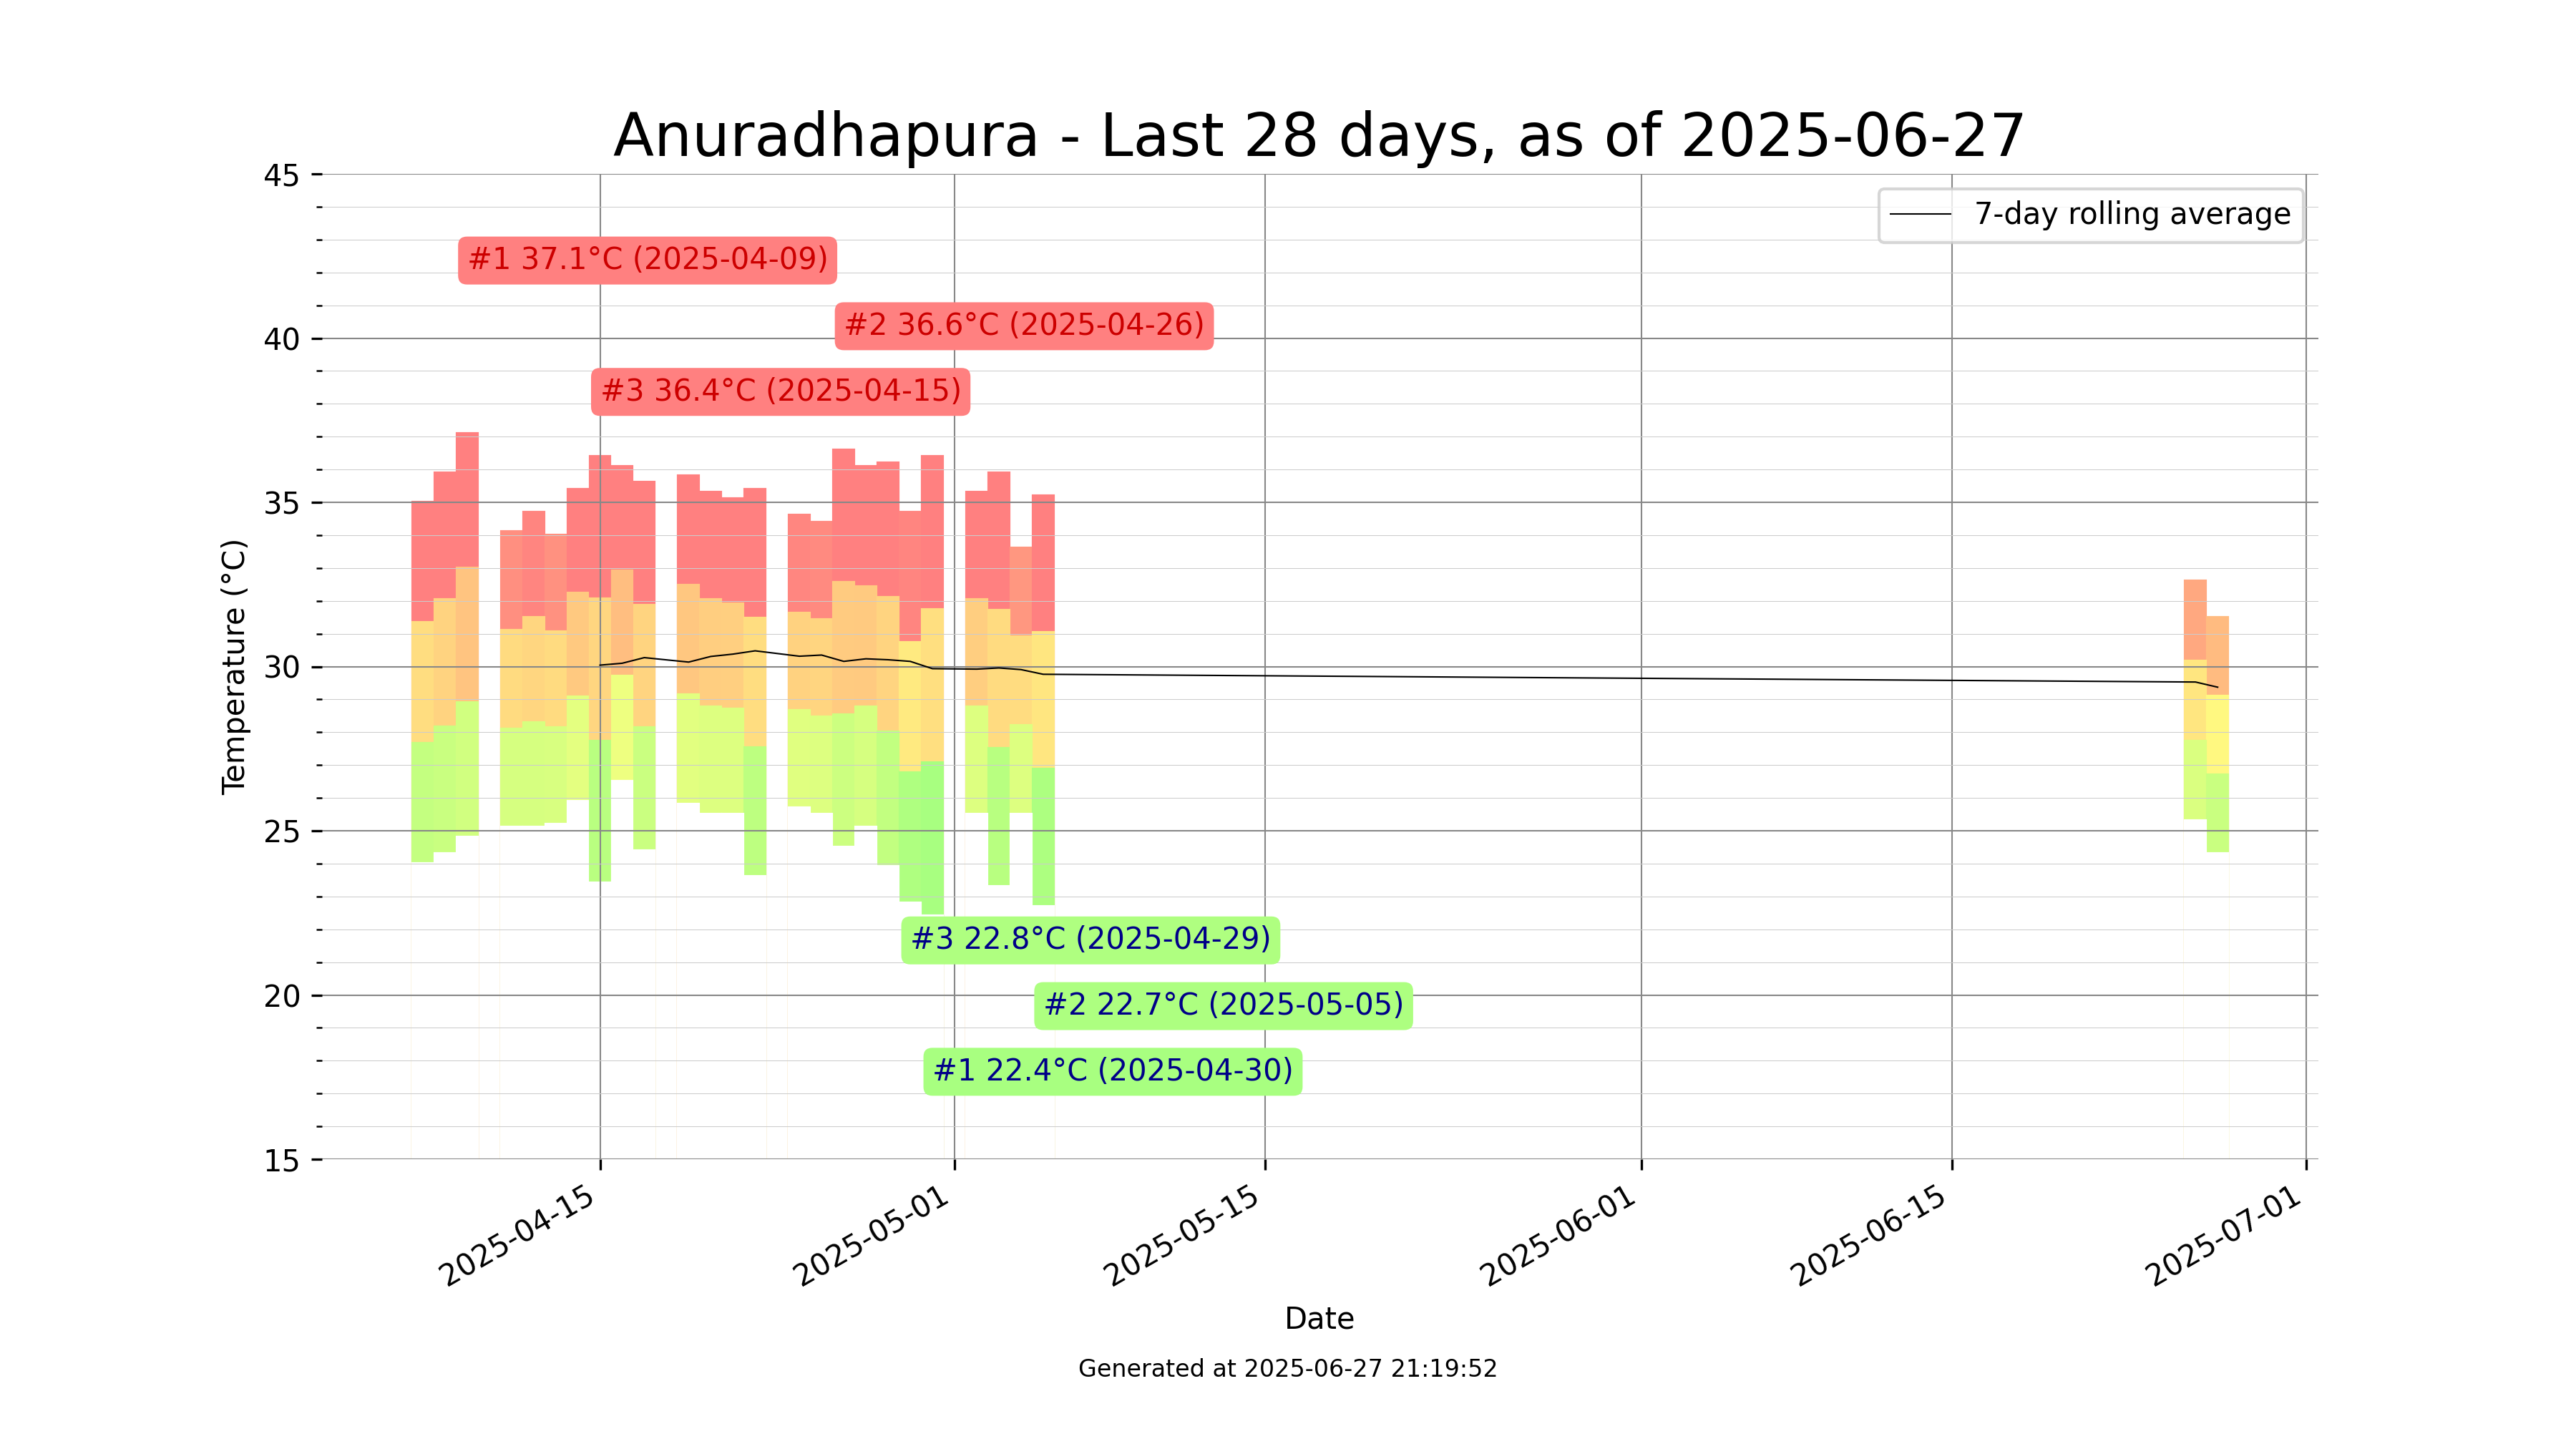 Anuradhapura - Last 28 days, as of 2025-06-27
7-day rolling average
#1 37.1°C (2025-04-09)
#2 36.6°C (2025-04-26)
#3 36.4°C (2025-04-15)
#3 22.8°C (2025-04-29)
#2 22.7°C (2025-05-05)
#1 22.4°C (2025-04-30)
Temperature (°C)
45
40
35
30
25
20
15
2025-04-15
2025-05-01
2025-05-15
2025-06-01
2025-06-15
2025-07-01
Date
Generated at 2025-06-27 21:19:52